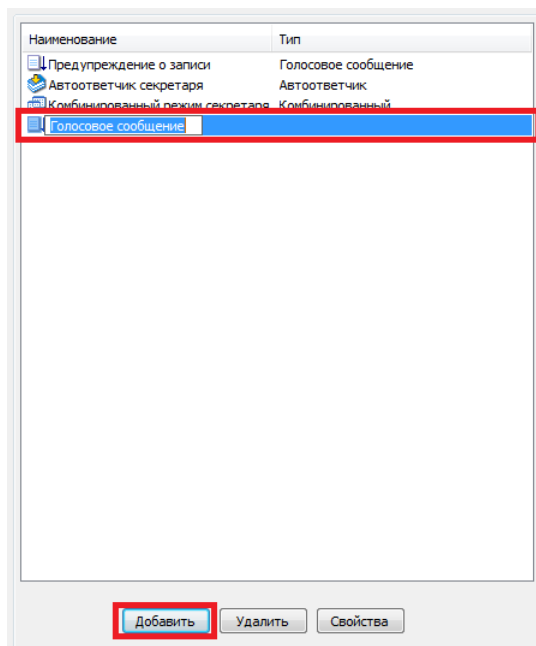 Наименование Тип
Предупреждение о записи Голосовое сообщение
Автоответчик секретаря Автоответчик
Комбинированный режим секретаря Комбинированный
Голосовое сообщение
Добавить Удалить Свойства